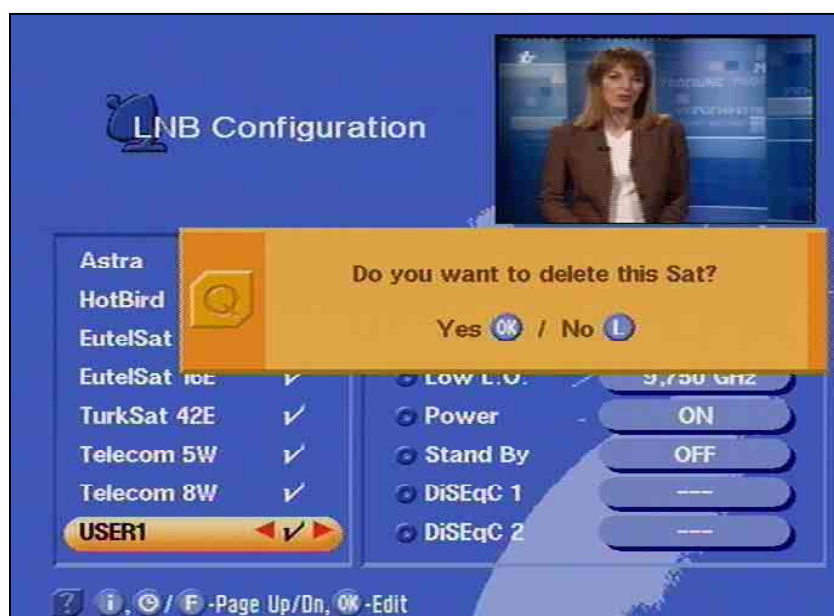 LNB Configuration
Do you want to delete this Sat?
Yes OK / No L
Q
Astra
HotBird
EutelSat
EutelSat 16E
TurkSat 42E
Telecom 5W
Telecom 8W
USER1
Low L.O. 9,750 GHz
Power ON
Stand By OFF
DiSEqC 1 ---
DiSEqC 2 ---
? i, / F -Page Up/Dn, OK -Edit